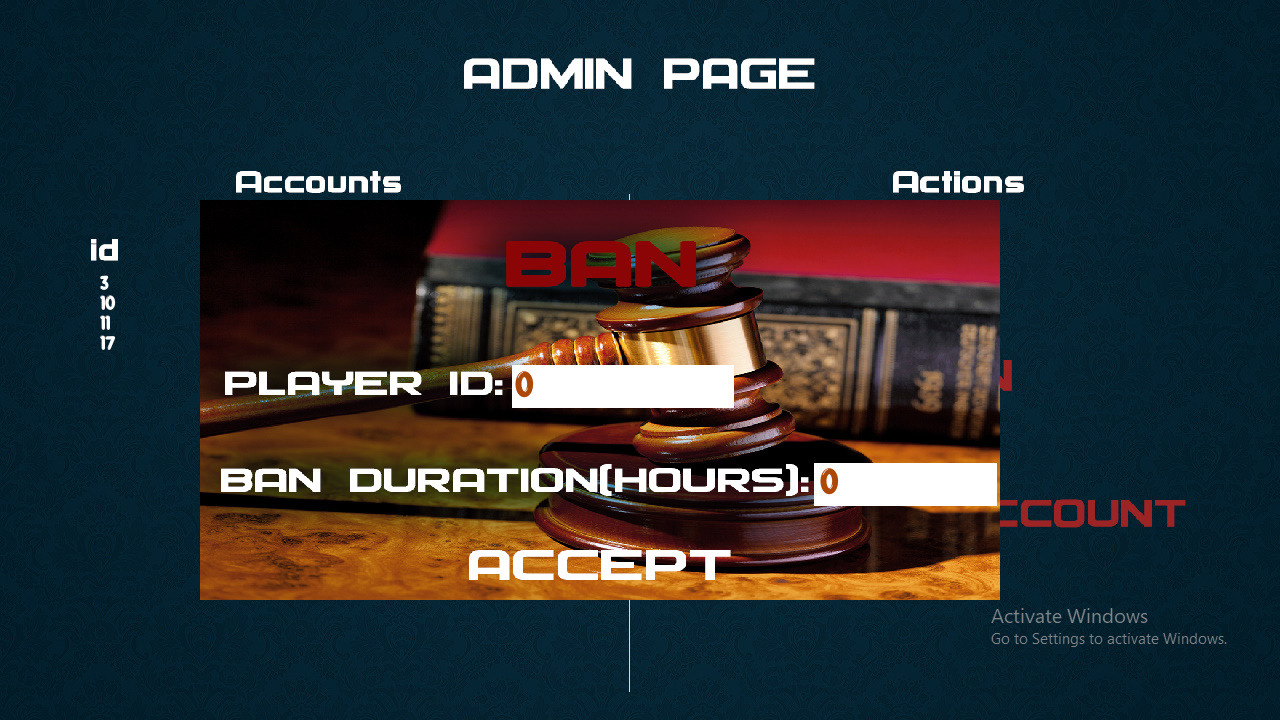 ADMIN PAGE
Accounts
Actions
id
3
10
11
17
BAN
PLAYER ID: 0
BAN DURATION(HOURS): 0
ACCEPT
Activate Windows
Go to Settings to activate Windows.